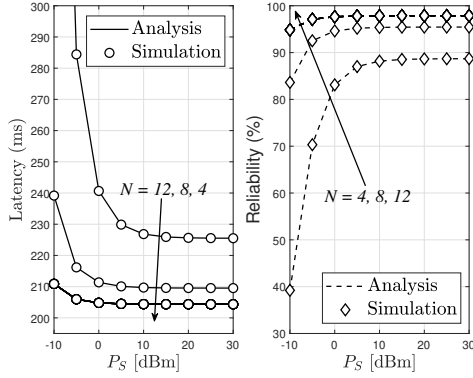 300
290
280
270
260
250
240
230
220
210
200
Latency (ms)
Analysis
Simulation
N = 12, 8, 4
-10 0 10 20 30
P_S [dBm]
100
90
80
70
60
50
40
30
Reliability (%)
N = 4, 8, 12
Analysis
Simulation
-10 0 10 20 30
P_S [dBm]